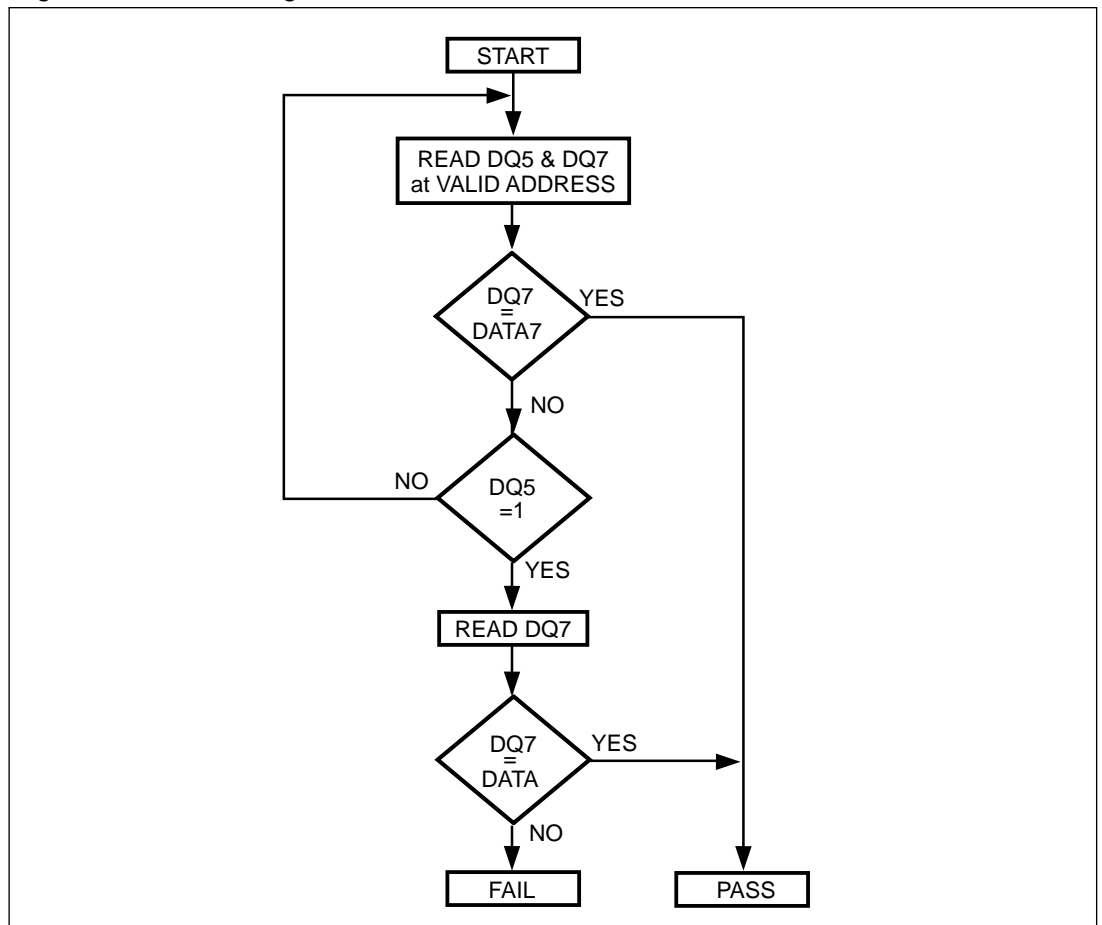 START
READ DQ5 & DQ7
at VALID ADDRESS
DQ7
=
DATA7
YES
NO
DQ5
=1
NO
YES
READ DQ7
DQ7
=
DATA
YES
NO
FAIL
PASS